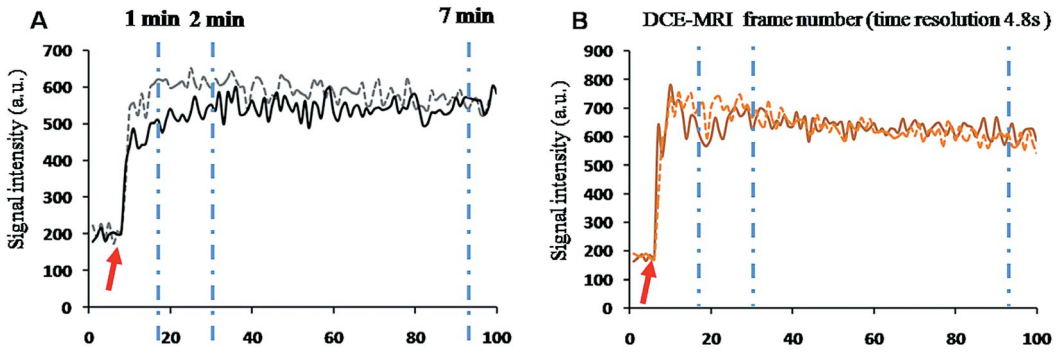 A
1 min 2 min
7 min
B
DCE-MRI frame number (time resolution 4.8s )
Signal intensity (a.u.)
700
600
500
400
300
200
100
0
0 20 40 60 80 100
Signal intensity (a.u.)
900
800
700
600
500
400
300
200
100
0
0 20 40 60 80 100